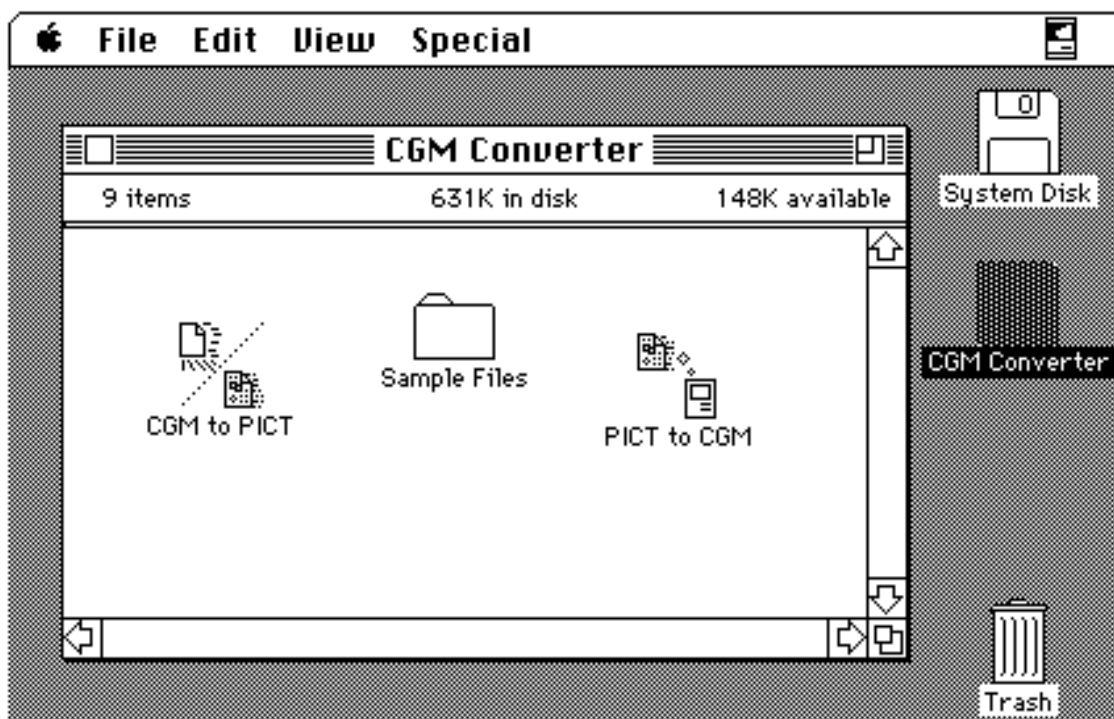 File Edit View Special
CGM Converter
9 items 631K in disk 148K available
CGM to PICT
Sample Files
PICT to CGM
System Disk
CGM Converter
Trash